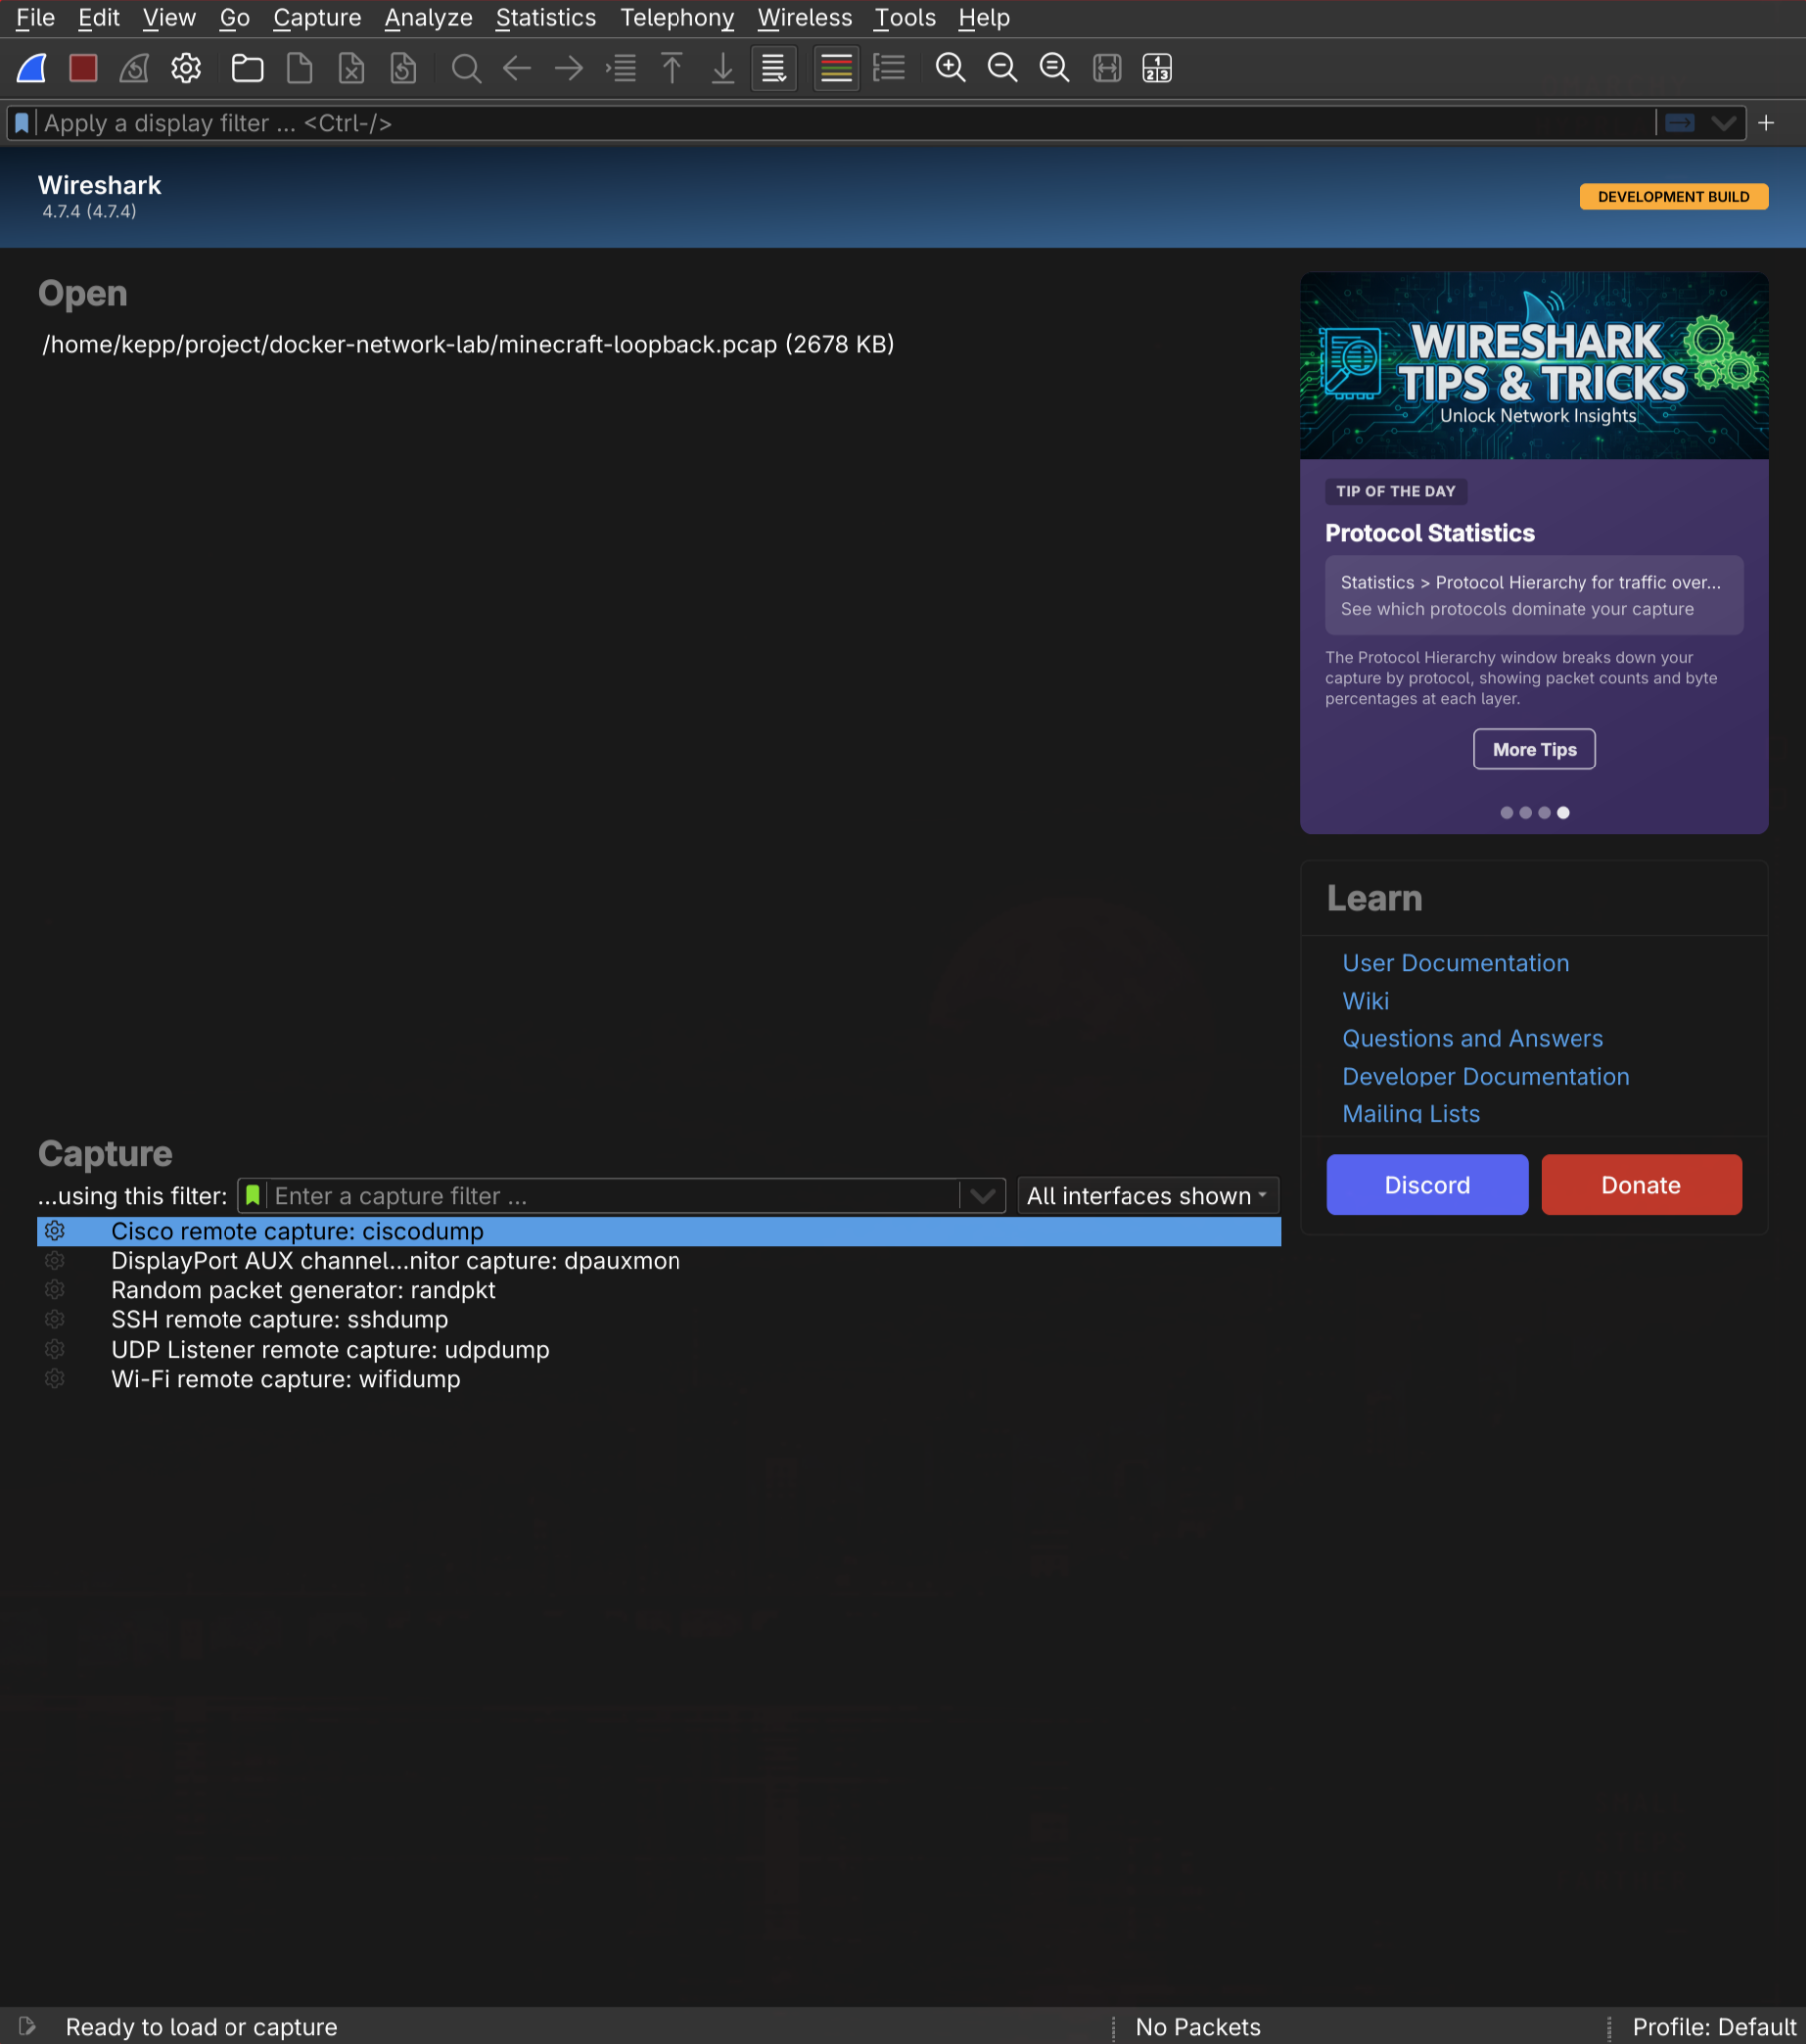 File Edit View Go Capture Analyze Statistics Telephony Wireless Tools Help
Apply a display filter ... <Ctrl-/>
Wireshark
4.7.4 (4.7.4)
DEVELOPMENT BUILD
Open
/home/kepp/project/docker-network-lab/minecraft-loopback.pcap (2678 KB)
WIRESHARK
TIPS & TRICKS
Unlock Network Insights
TIP OF THE DAY
Protocol Statistics
Statistics > Protocol Hierarchy for traffic over...
See which protocols dominate your capture
The Protocol Hierarchy window breaks down your
capture by protocol, showing packet counts and byte
percentages at each layer.
More Tips
Learn
User Documentation
Wiki
Questions and Answers
Developer Documentation
Mailing Lists
Discord Donate
Capture
...using this filter: Enter a capture filter ... All interfaces shown
Cisco remote capture: ciscodump
DisplayPort AUX channel...nitor capture: dpauxmon
Random packet generator: randpkt
SSH remote capture: sshdump
UDP Listener remote capture: udpdump
Wi-Fi remote capture: wifidump
Ready to load or capture No Packets Profile: Default